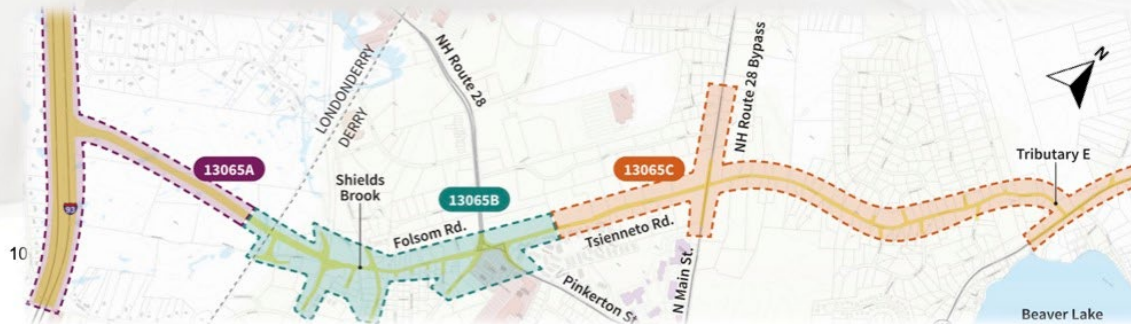 LONDONDERRY
DERRY
NH Route 28
NH Route 28 Bypass
N
13065A
Shields
Brook
13065B
13065C
Tributary E
93
Folsom Rd.
Tsienneto Rd.
10
Pinkerton St.
N Main St.
Beaver Lake